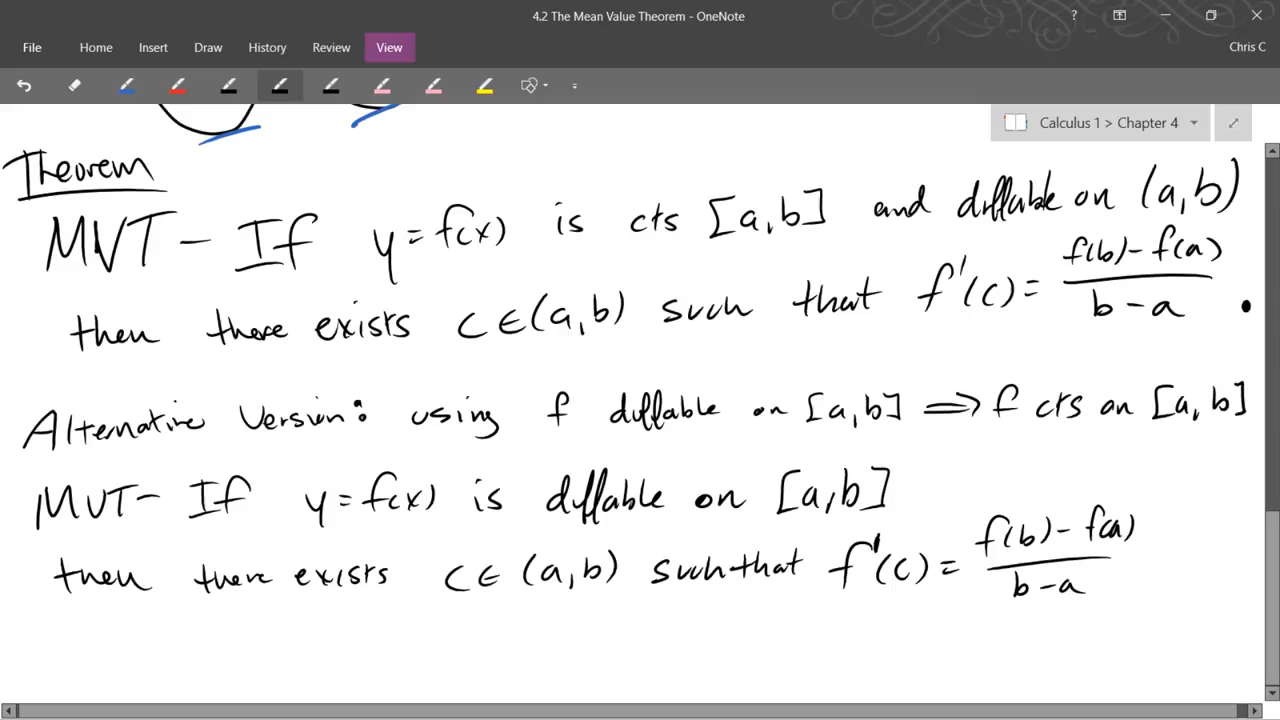 4.2 The Mean Value Theorem - OneNote
File Home Insert Draw History Review View
Chris C
Calculus 1 > Chapter 4
Theorem
MVT - If y = f(x) is cts [a,b] and diffable on (a,b)
then there exists c ∈ (a,b) such that f'(c) = (f(b) - f(a)) / (b - a) .
Alternative Version: using f diffable on [a,b] ⟹ f cts on [a,b]
MVT - If y = f(x) is diffable on [a,b]
then there exists c ∈ (a,b) such that f'(c) = (f(b) - f(a)) / (b - a)